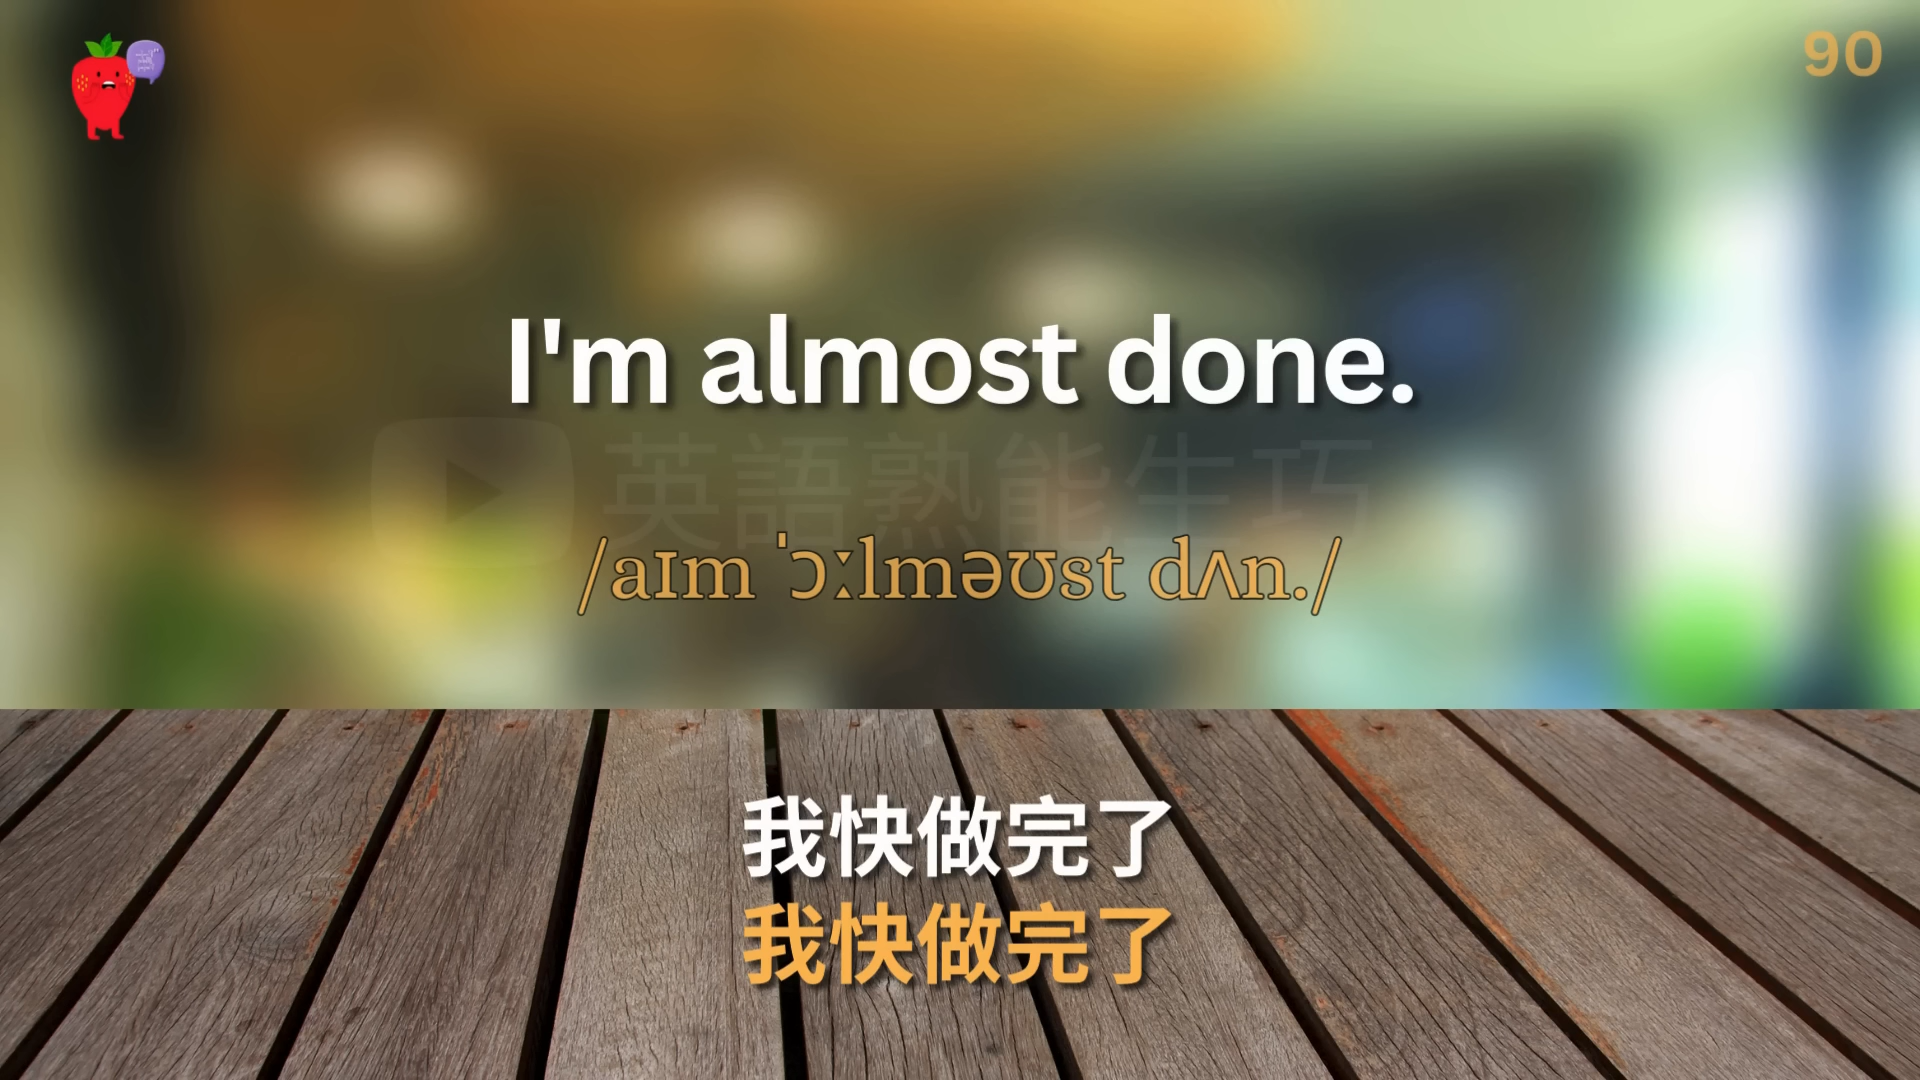 90
I'm almost done.
英語熟能生巧
/aɪm ˈɔːlməʊst dʌn./
我快做完了
我快做完了